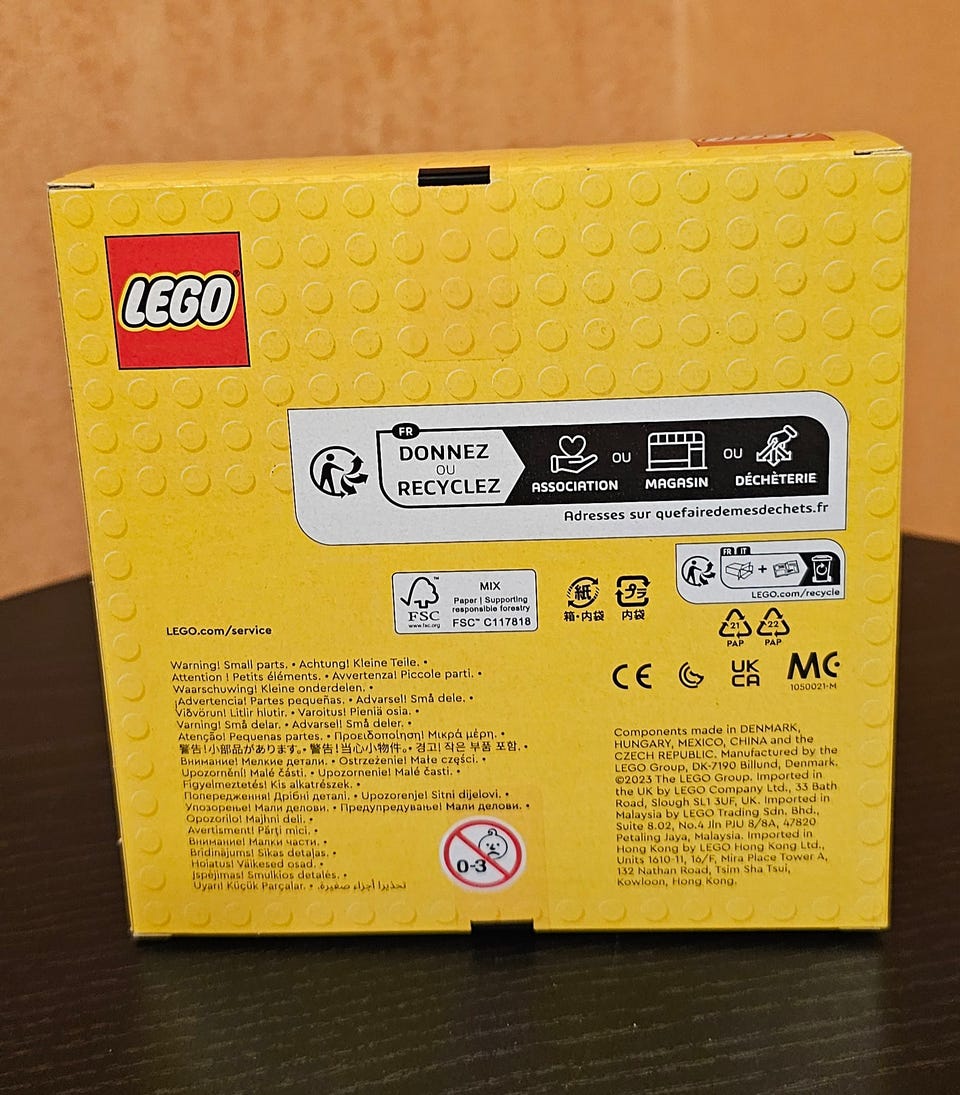 LEGO
FR
DONNEZ
OU
RECYCLEZ
ASSOCIATION
OU
MAGASIN
OU
DÉCHÈTERIE
Adresses sur quefairedemesdechets.fr
FR IT
+
LEGO.com/recycle
FSC
www.fsc.org
MIX
Paper | Supporting
responsible forestry
FSC™ C117818
紙
箱・内袋
プラ
内袋
21
PAP
22
PAP
LEGO.com/service
CE
UK
CA
MC
1050021-M
Warning! Small parts. • Achtung! Kleine Teile. •
Attention ! Petits éléments. • Avvertenza! Piccole parti. •
Waarschuwing! Kleine onderdelen. •
¡Advertencia! Partes pequeñas. • Advarsel! Små dele. •
Viðvörun! Litlir hlutir. • Varoitus! Pieniä osia. •
Varning! Små delar. • Advarsel! Små deler. •
Atenção! Pequenas partes. • Προειδοποίηση! Μικρά μέρη. •
警告！小部品があります。• 警告！当心小物件。• 경고! 작은 부품 포함. •
Внимание! Мелкие детали. • Ostrzeżenie! Małe części. •
Upozornění! Malé části. • Upozornenie! Malé časti. •
Figyelmeztetés! Kis alkatrészek. •
Попередження! Дрібні деталі. • Upozorenje! Sitni dijelovi. •
Упозорење! Мали делови. • Предупредување! Мали делови. •
Opozorilo! Majhni deli. •
Avertisment! Părți mici. •
Внимание! Малки части. •
Brīdinājums! Sīkas detaļas. •
Hoiatus! Väikesed osad. •
Įspėjimas! Smulkios detalės. •
Uyarı! Küçük Parçalar. • تحذير! أجزاء صغيرة.
0-3
Components made in DENMARK,
HUNGARY, MEXICO, CHINA and the
CZECH REPUBLIC. Manufactured by the
LEGO Group, DK-7190 Billund, Denmark.
©2023 The LEGO Group. Imported in
the UK by LEGO Company Ltd., 33 Bath
Road, Slough SL1 3UF, UK. Imported in
Malaysia by LEGO Trading Sdn. Bhd.,
Suite 8.02, No.4 Jln PJU 8/8A, 47820
Petaling Jaya, Malaysia. Imported in
Hong Kong by LEGO Hong Kong Ltd.,
Units 1610-11, 16/F, Mira Place Tower A,
132 Nathan Road, Tsim Sha Tsui,
Kowloon, Hong Kong.